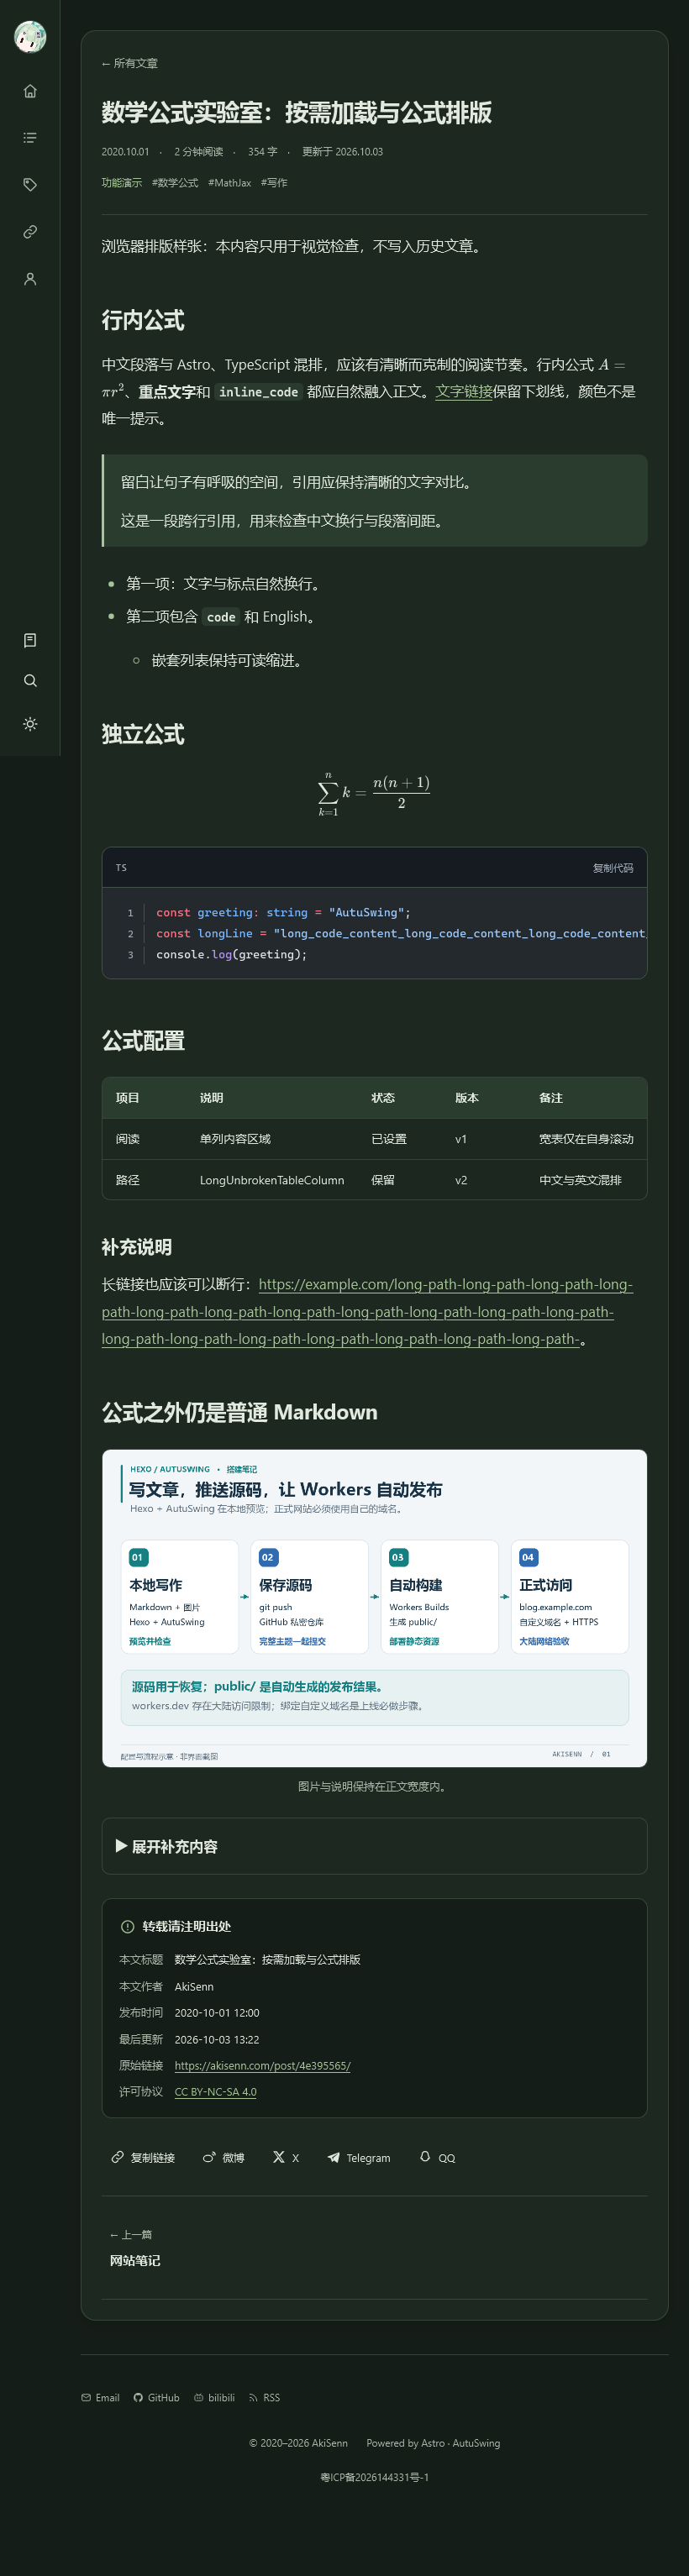 ← 所有文章
数学公式实验室：按需加载与公式排版
2020.10.01 · 2 分钟阅读 · 354 字 · 更新于 2026.10.03
功能演示 #数学公式 #MathJax #写作
浏览器排版样张：本内容只用于视觉检查，不写入历史文章。
行内公式
中文段落与 Astro、TypeScript 混排，应该有清晰而克制的阅读节奏。行内公式 A =
πr²、重点文字和 inline_code 都应自然融入正文。文字链接保留下划线，颜色不是
唯一提示。
留白让句子有呼吸的空间，引用应保持清晰的文字对比。
这是一段跨行引用，用来检查中文换行与段落间距。
第一项：文字与标点自然换行。
第二项包含 code 和 English。
嵌套列表保持可读缩进。
独立公式
∑_{k=1}^{n} k = n(n + 1) / 2
TS 复制代码
1 const greeting: string = "AutuSwing";
2 const longLine = "long_code_content_long_code_content_long_code_content_
3 console.log(greeting);
公式配置
项目 说明 状态 版本 备注
阅读 单列内容区域 已设置 v1 宽表仅在自身滚动
路径 LongUnbrokenTableColumn 保留 v2 中文与英文混排
补充说明
长链接也应该可以断行：https://example.com/long-path-long-path-long-path-long-
path-long-path-long-path-long-path-long-path-long-path-long-path-long-path-
long-path-long-path-long-path-long-path-long-path-long-path-long-path-。
公式之外仍是普通 Markdown
HEXO / AUTUSWING • 搭建笔记
写文章，推送源码，让 Workers 自动发布
Hexo + AutuSwing 在本地预览；正式网站必须使用自己的域名。
01
本地写作
Markdown + 图片
Hexo + AutuSwing
预览并检查
02
保存源码
git push
GitHub 私密仓库
完整主题一起提交
03
自动构建
Workers Builds
生成 public/
部署静态资源
04
正式访问
blog.example.com
自定义域名 + HTTPS
大陆网络验收
源码用于恢复；public/ 是自动生成的发布结果。
workers.dev 存在大陆访问限制；绑定自定义域名是上线必做步骤。
配置与流程示意 · 非界面截图
AKISENN / 01
图片与说明保持在正文宽度内。
▶ 展开补充内容
转载请注明出处
本文标题 数学公式实验室：按需加载与公式排版
本文作者 AkiSenn
发布时间 2020-10-01 12:00
最后更新 2026-10-03 13:22
原始链接 https://akisenn.com/post/4e395565/
许可协议 CC BY-NC-SA 4.0
复制链接 微博 X Telegram QQ
← 上一篇
网站笔记
Email GitHub bilibili RSS
© 2020–2026 AkiSenn Powered by Astro · AutuSwing
粤ICP备2026144331号-1